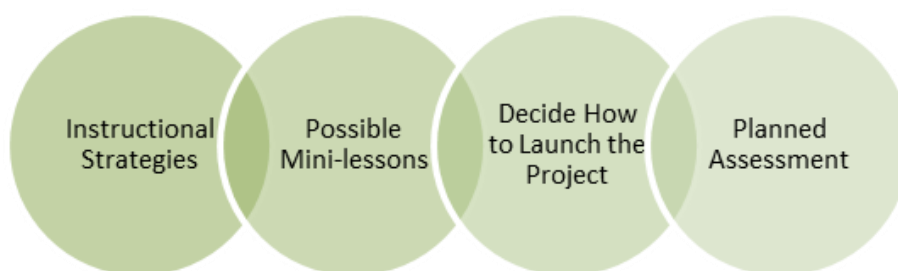 Instructional
Strategies
Possible
Mini-lessons
Decide How
to Launch the
Project
Planned
Assessment